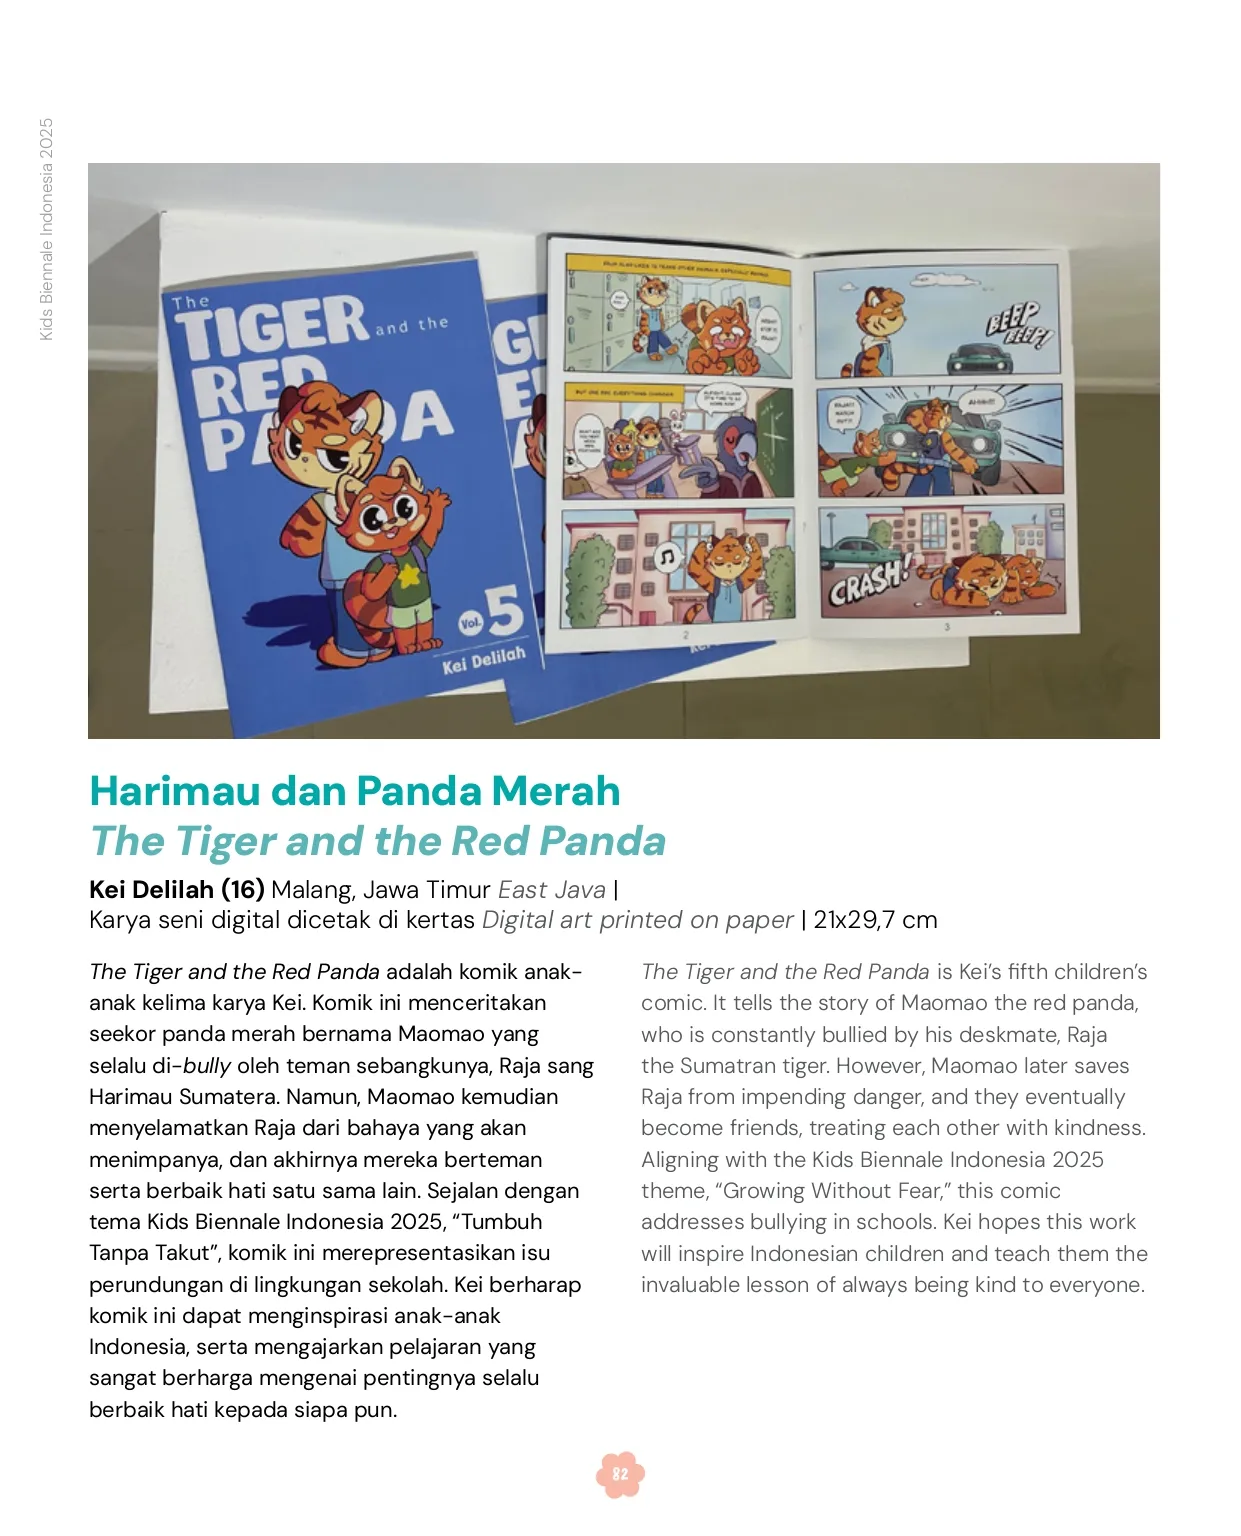 Kids Biennale Indonesia 2025
The
TIGER and the
RED
PANDA
Vol. 5
Kei Delilah
BUT ONE DAY, EVERYTHING CHANGED
2
BEEP
BEEP!
CRASH!
3
Harimau dan Panda Merah
The Tiger and the Red Panda
Kei Delilah (16) Malang, Jawa Timur East Java |
Karya seni digital dicetak di kertas Digital art printed on paper | 21x29,7 cm
The Tiger and the Red Panda adalah komik anak-
anak kelima karya Kei. Komik ini menceritakan
seekor panda merah bernama Maomao yang
selalu di-bully oleh teman sebangkunya, Raja sang
Harimau Sumatera. Namun, Maomao kemudian
menyelamatkan Raja dari bahaya yang akan
menimpanya, dan akhirnya mereka berteman
serta berbaik hati satu sama lain. Sejalan dengan
tema Kids Biennale Indonesia 2025, “Tumbuh
Tanpa Takut”, komik ini merepresentasikan isu
perundungan di lingkungan sekolah. Kei berharap
komik ini dapat menginspirasi anak-anak
Indonesia, serta mengajarkan pelajaran yang
sangat berharga mengenai pentingnya selalu
berbaik hati kepada siapa pun.
The Tiger and the Red Panda is Kei’s fifth children’s
comic. It tells the story of Maomao the red panda,
who is constantly bullied by his deskmate, Raja
the Sumatran tiger. However, Maomao later saves
Raja from impending danger, and they eventually
become friends, treating each other with kindness.
Aligning with the Kids Biennale Indonesia 2025
theme, “Growing Without Fear,” this comic
addresses bullying in schools. Kei hopes this work
will inspire Indonesian children and teach them the
invaluable lesson of always being kind to everyone.
82